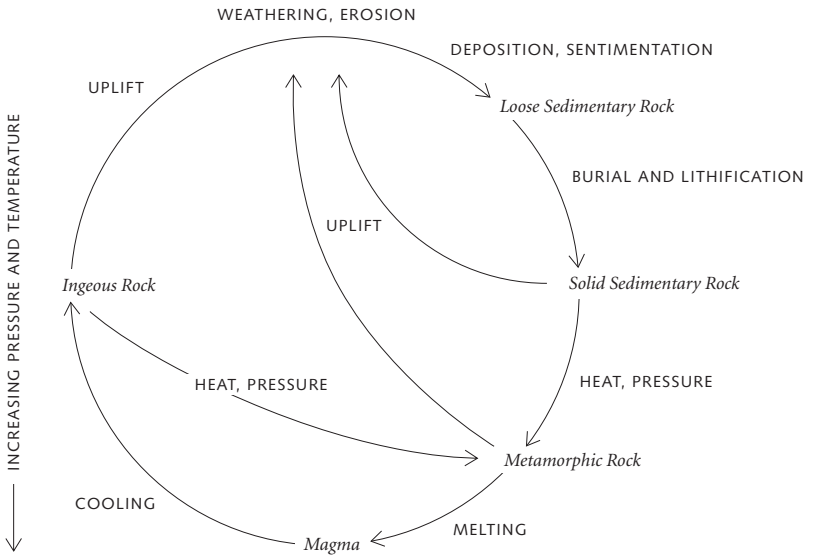 WEATHERING, EROSION
DEPOSITION, SENTIMENTATION
UPLIFT
Loose Sedimentary Rock
INCREASING PRESSURE AND TEMPERATURE
BURIAL AND LITHIFICATION
UPLIFT
Ingeous Rock
Solid Sedimentary Rock
HEAT, PRESSURE
HEAT, PRESSURE
Metamorphic Rock
COOLING
MELTING
Magma